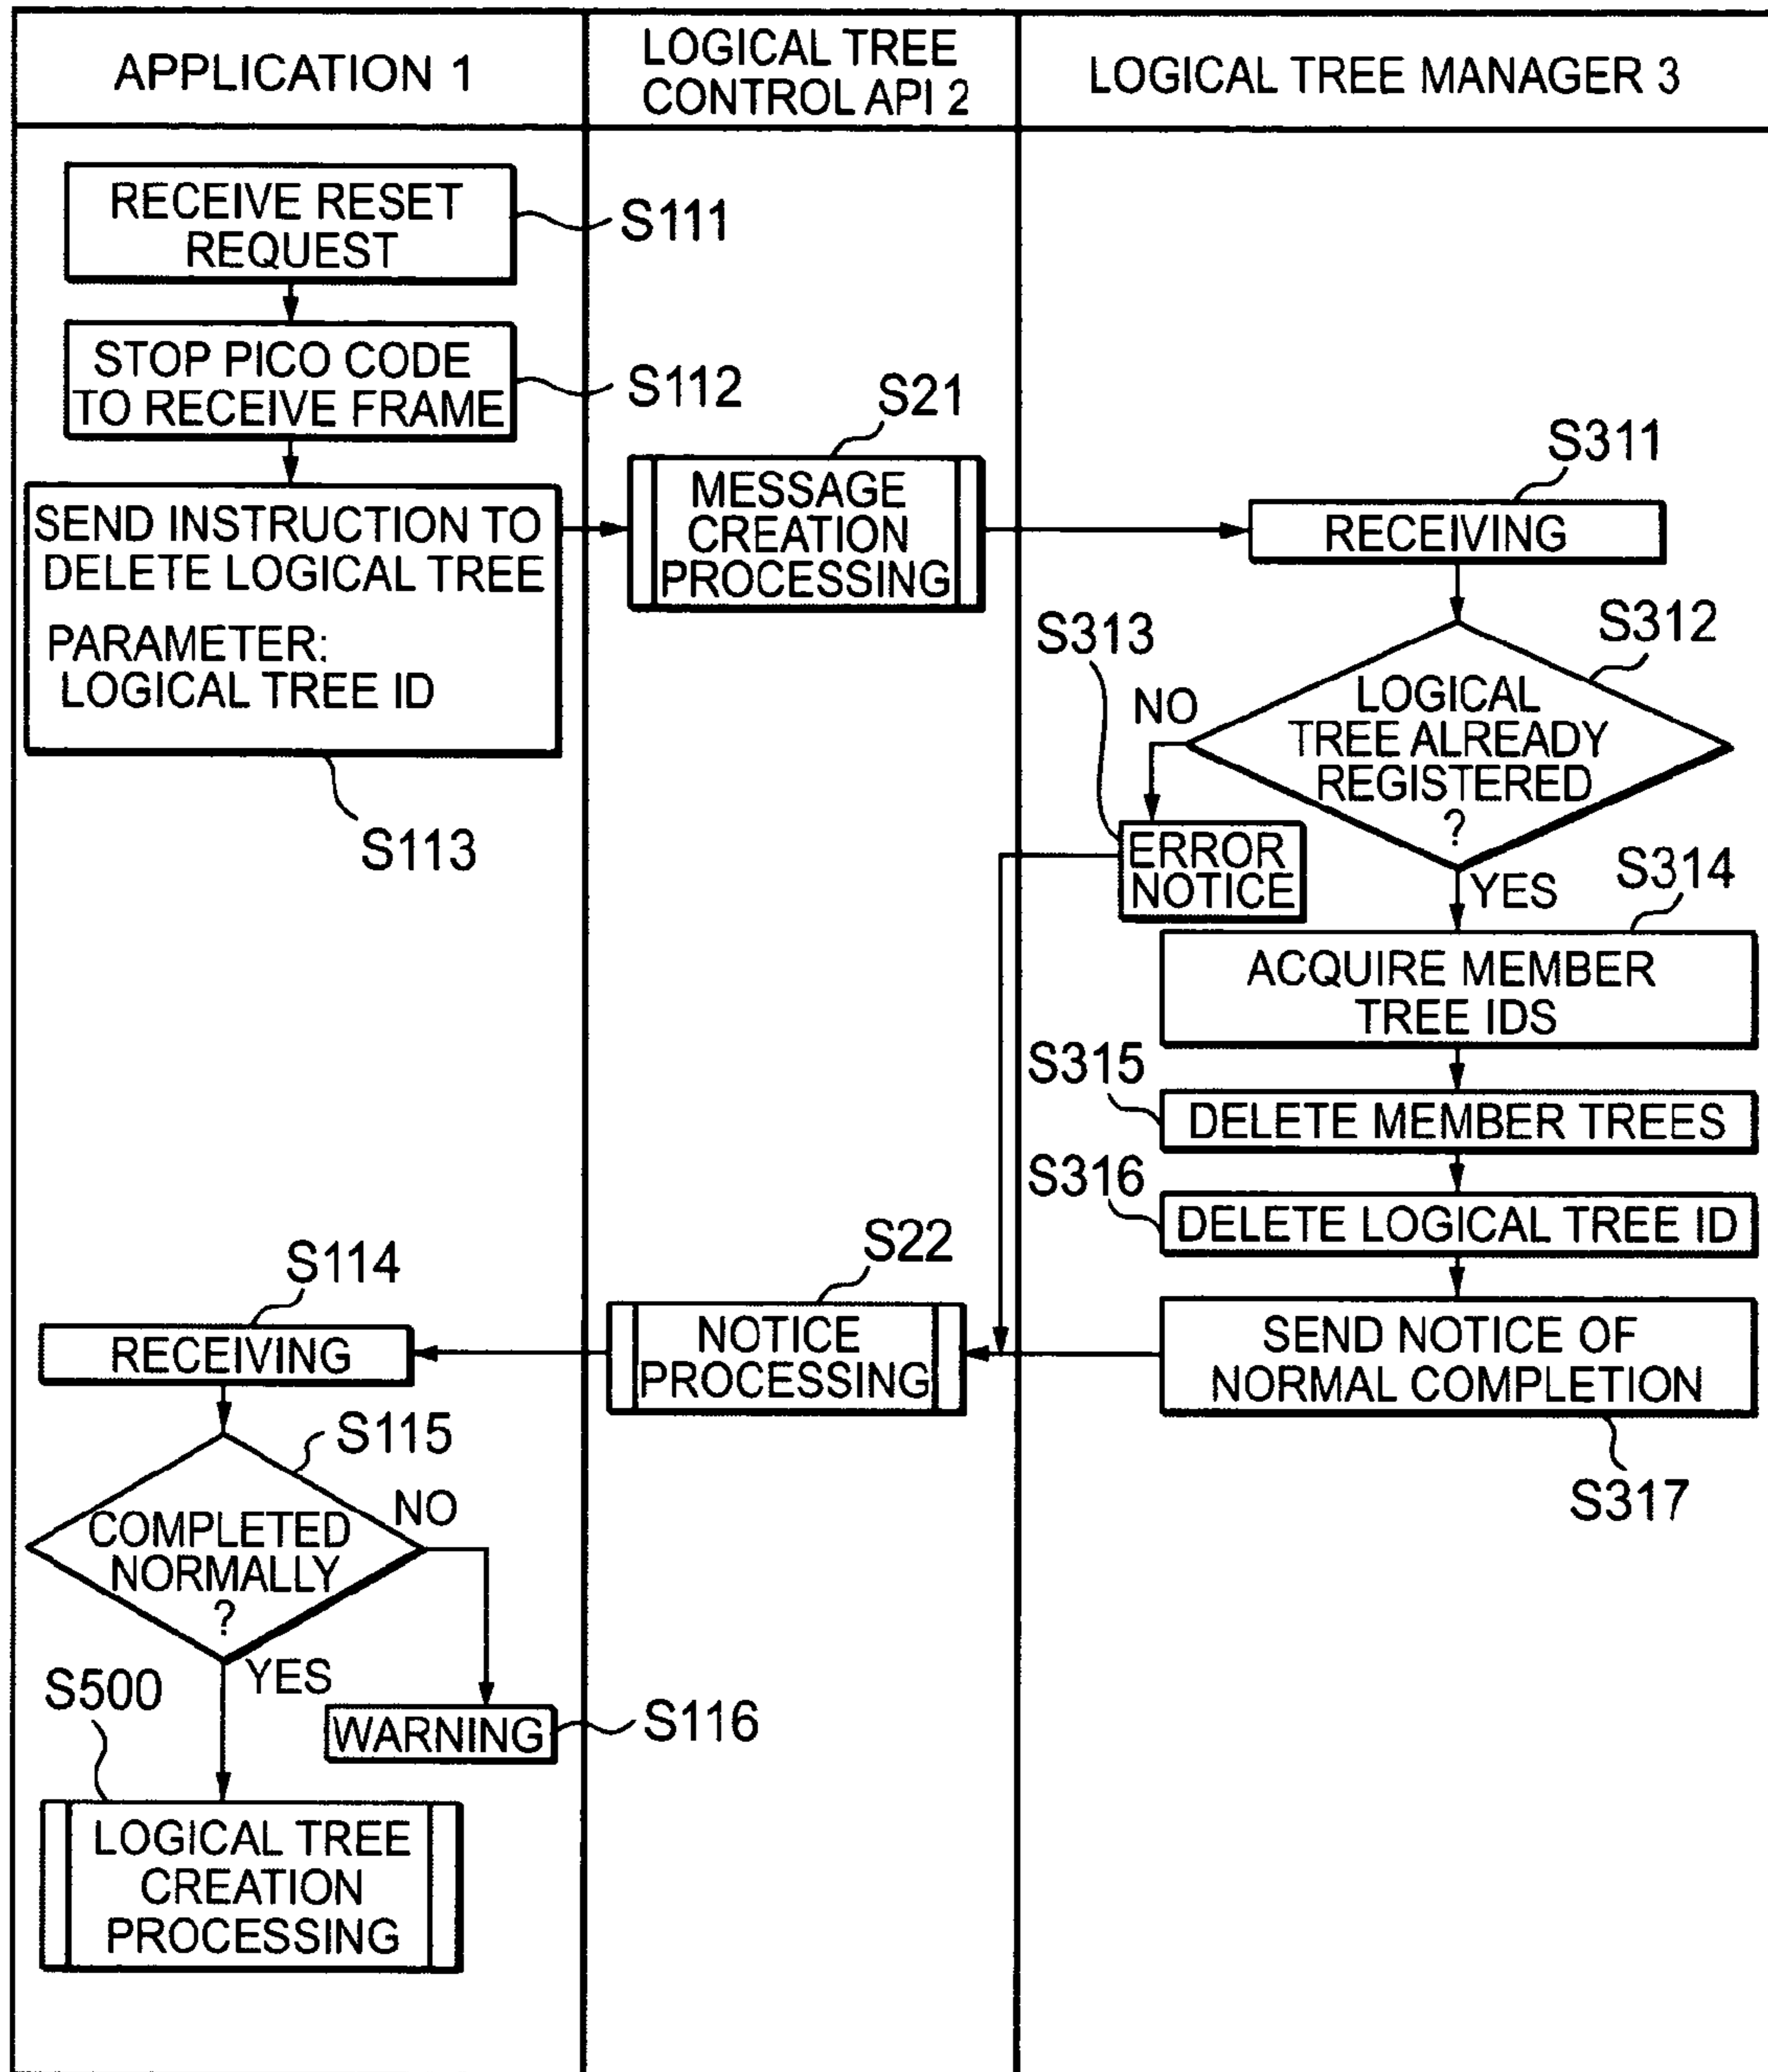 APPLICATION 1
LOGICAL TREE
CONTROL API 2
LOGICAL TREE MANAGER 3
RECEIVE RESET
REQUEST
S111
STOP PICO CODE
TO RECEIVE FRAME
S112
SEND INSTRUCTION TO
DELETE LOGICAL TREE
PARAMETER:
LOGICAL TREE ID
S113
S21
MESSAGE
CREATION
PROCESSING
S311
RECEIVING
S312
LOGICAL
TREE ALREADY
REGISTERED
?
NO
S313
ERROR
NOTICE
YES
S314
ACQUIRE MEMBER
TREE IDS
S315
DELETE MEMBER TREES
S316
DELETE LOGICAL TREE ID
SEND NOTICE OF
NORMAL COMPLETION
S317
S22
NOTICE
PROCESSING
S114
RECEIVING
S115
COMPLETED
NORMALLY
?
NO
WARNING
S116
YES
S500
LOGICAL TREE
CREATION
PROCESSING